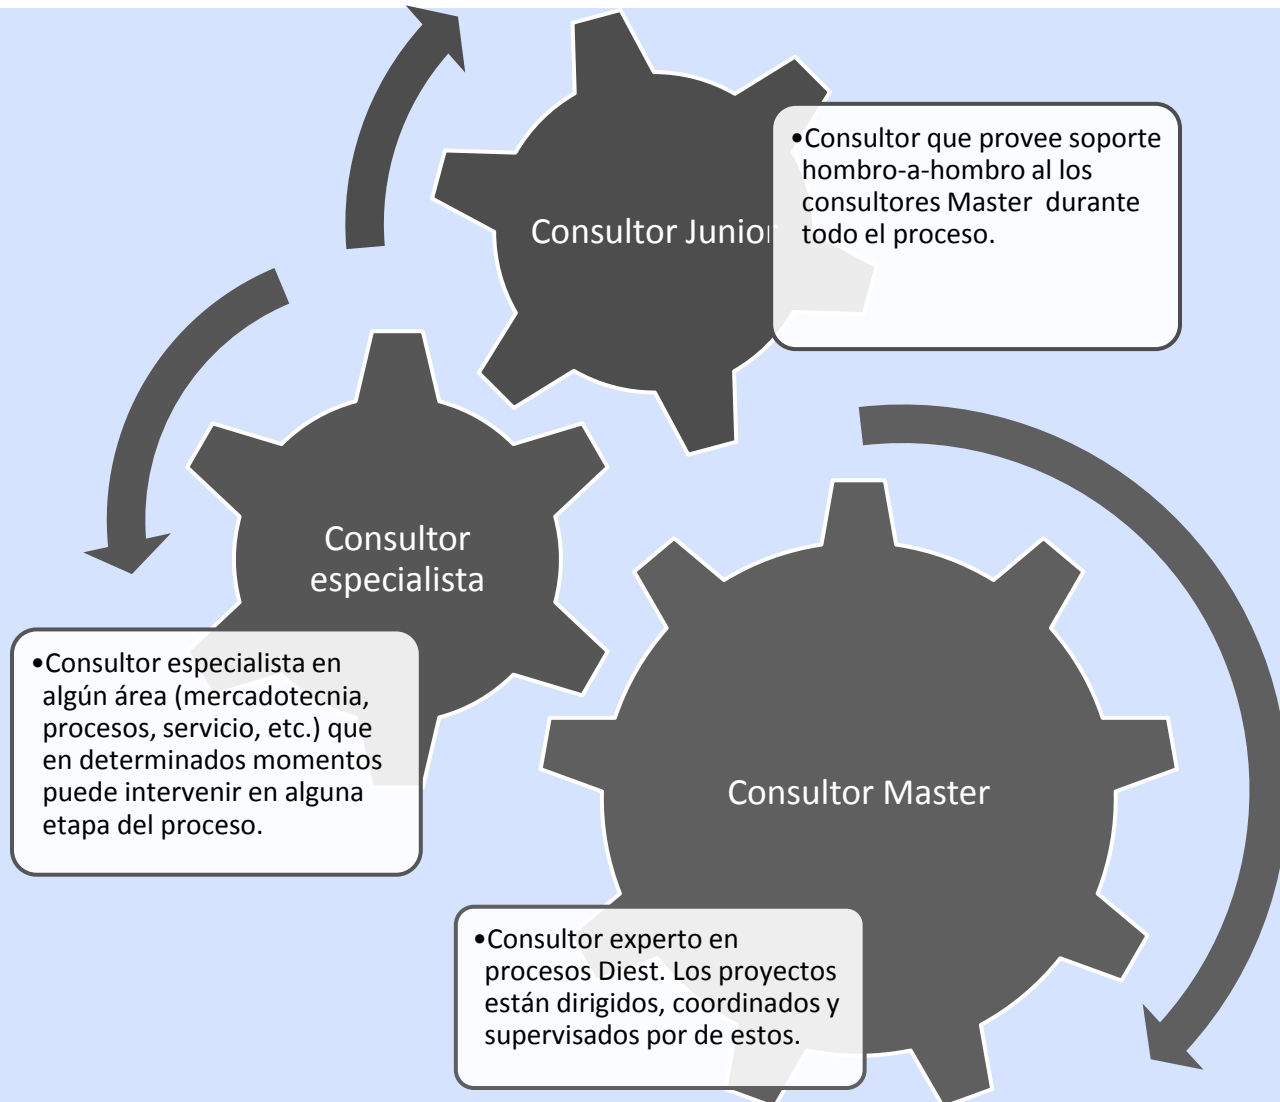 Consultor Junior
•Consultor que provee soporte
hombro-a-hombro al los
consultores Master durante
todo el proceso.
Consultor
especialista
•Consultor especialista en
algún área (mercadotecnia,
procesos, servicio, etc.) que
en determinados momentos
puede intervenir en alguna
etapa del proceso.
Consultor Master
•Consultor experto en
procesos Diest. Los proyectos
están dirigidos, coordinados y
supervisados por de estos.